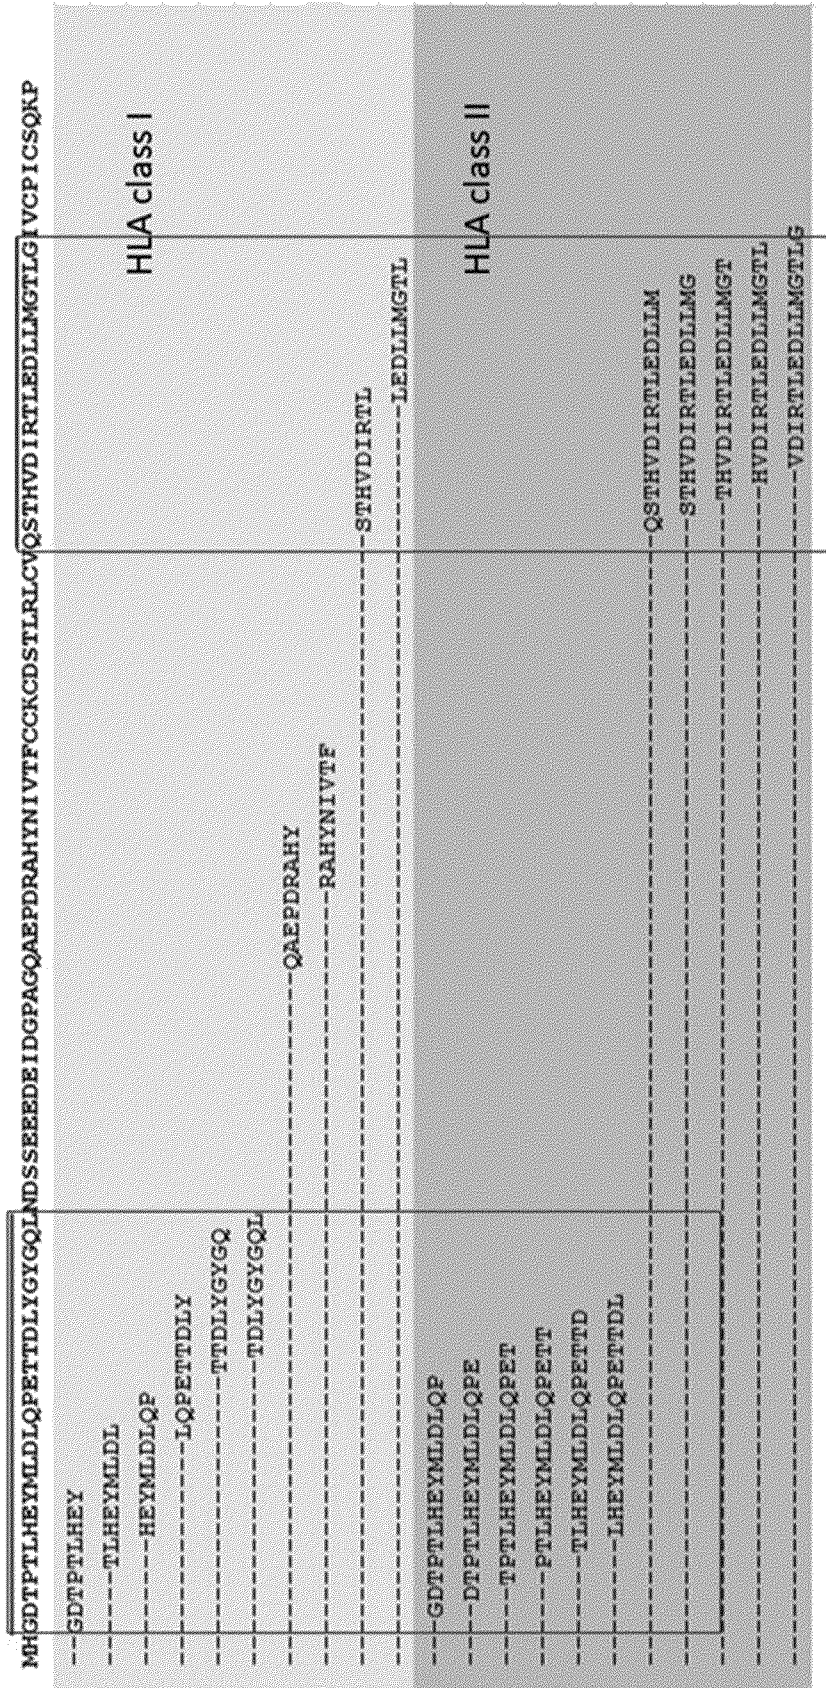 MHGDTPTLHEYMLDLQPETTDLYGYGQLNDSSEEEDEIDGPAGQAEPDRAHYNIVTFCCKCDSTLRLCVQSTHVDIRTLEDLLMGTLGIVCPICSQKP
--GDTPTLHEY
------TLHEYMLDL
HLA class I
--------HEYMLDLQP
--------------LQPETTDLY
------------------TTDLYGYGQ
-------------------TDLYGYGQL
-------------------------------------------QAEPDRAHY
------------------------------------------------RAHYNIVTF
----------------------------------------------------------------------STHVDIRTL
------------------------------------------------------------------------------LEDLLMGTL
--GDTPTLHEYMLDLQP
---DTPTLHEYMLDLQPE
HLA class II
----TPTLHEYMLDLQPET
-----PTLHEYMLDLQPETT
------TLHEYMLDLQPETTD
-------LHEYMLDLQPETTDL
---------------------------------------------------------------------QSTHVDIRTLEDLLM
----------------------------------------------------------------------STHVDIRTLEDLLMG
-----------------------------------------------------------------------THVDIRTLEDLLMGT
------------------------------------------------------------------------HVDIRTLEDLLMGTL
-------------------------------------------------------------------------VDIRTLEDLLMGTLG